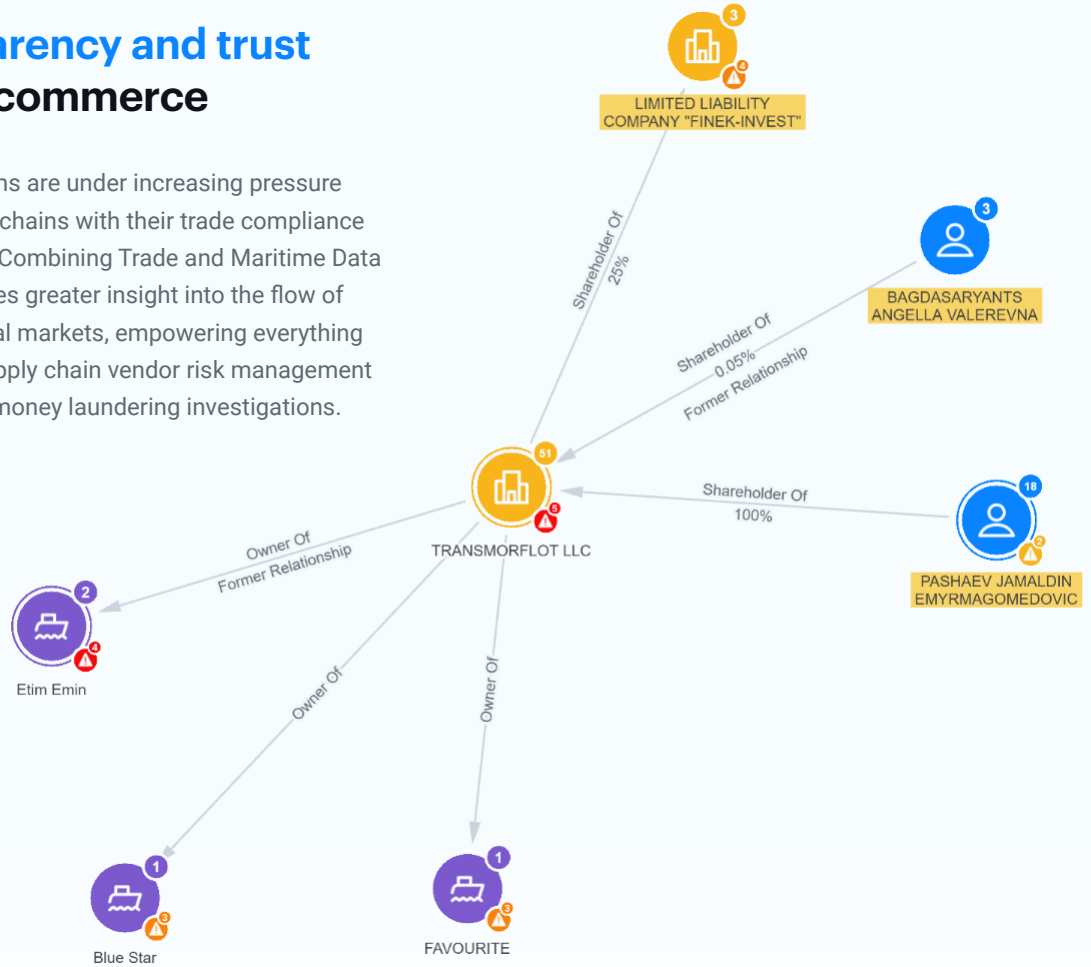 arency and trust
commerce
ns are under increasing pressure
chains with their trade compliance
Combining Trade and Maritime Data
es greater insight into the flow of
al markets, empowering everything
pply chain vendor risk management
money laundering investigations.
3
4
LIMITED LIABILITY
COMPANY "FINEK-INVEST"
Shareholder Of
25%
3
BAGDASARYANTS
ANGELLA VALEREVNA
Shareholder Of
0.05%
Former Relationship
51
5
TRANSMORFLOT LLC
Shareholder Of
100%
18
2
PASHAEV JAMALDIN
EMYRMAGOMEDOVIC
Owner Of
Former Relationship
2
4
Etim Emin
Owner Of
Owner Of
1
3
Blue Star
1
3
FAVOURITE